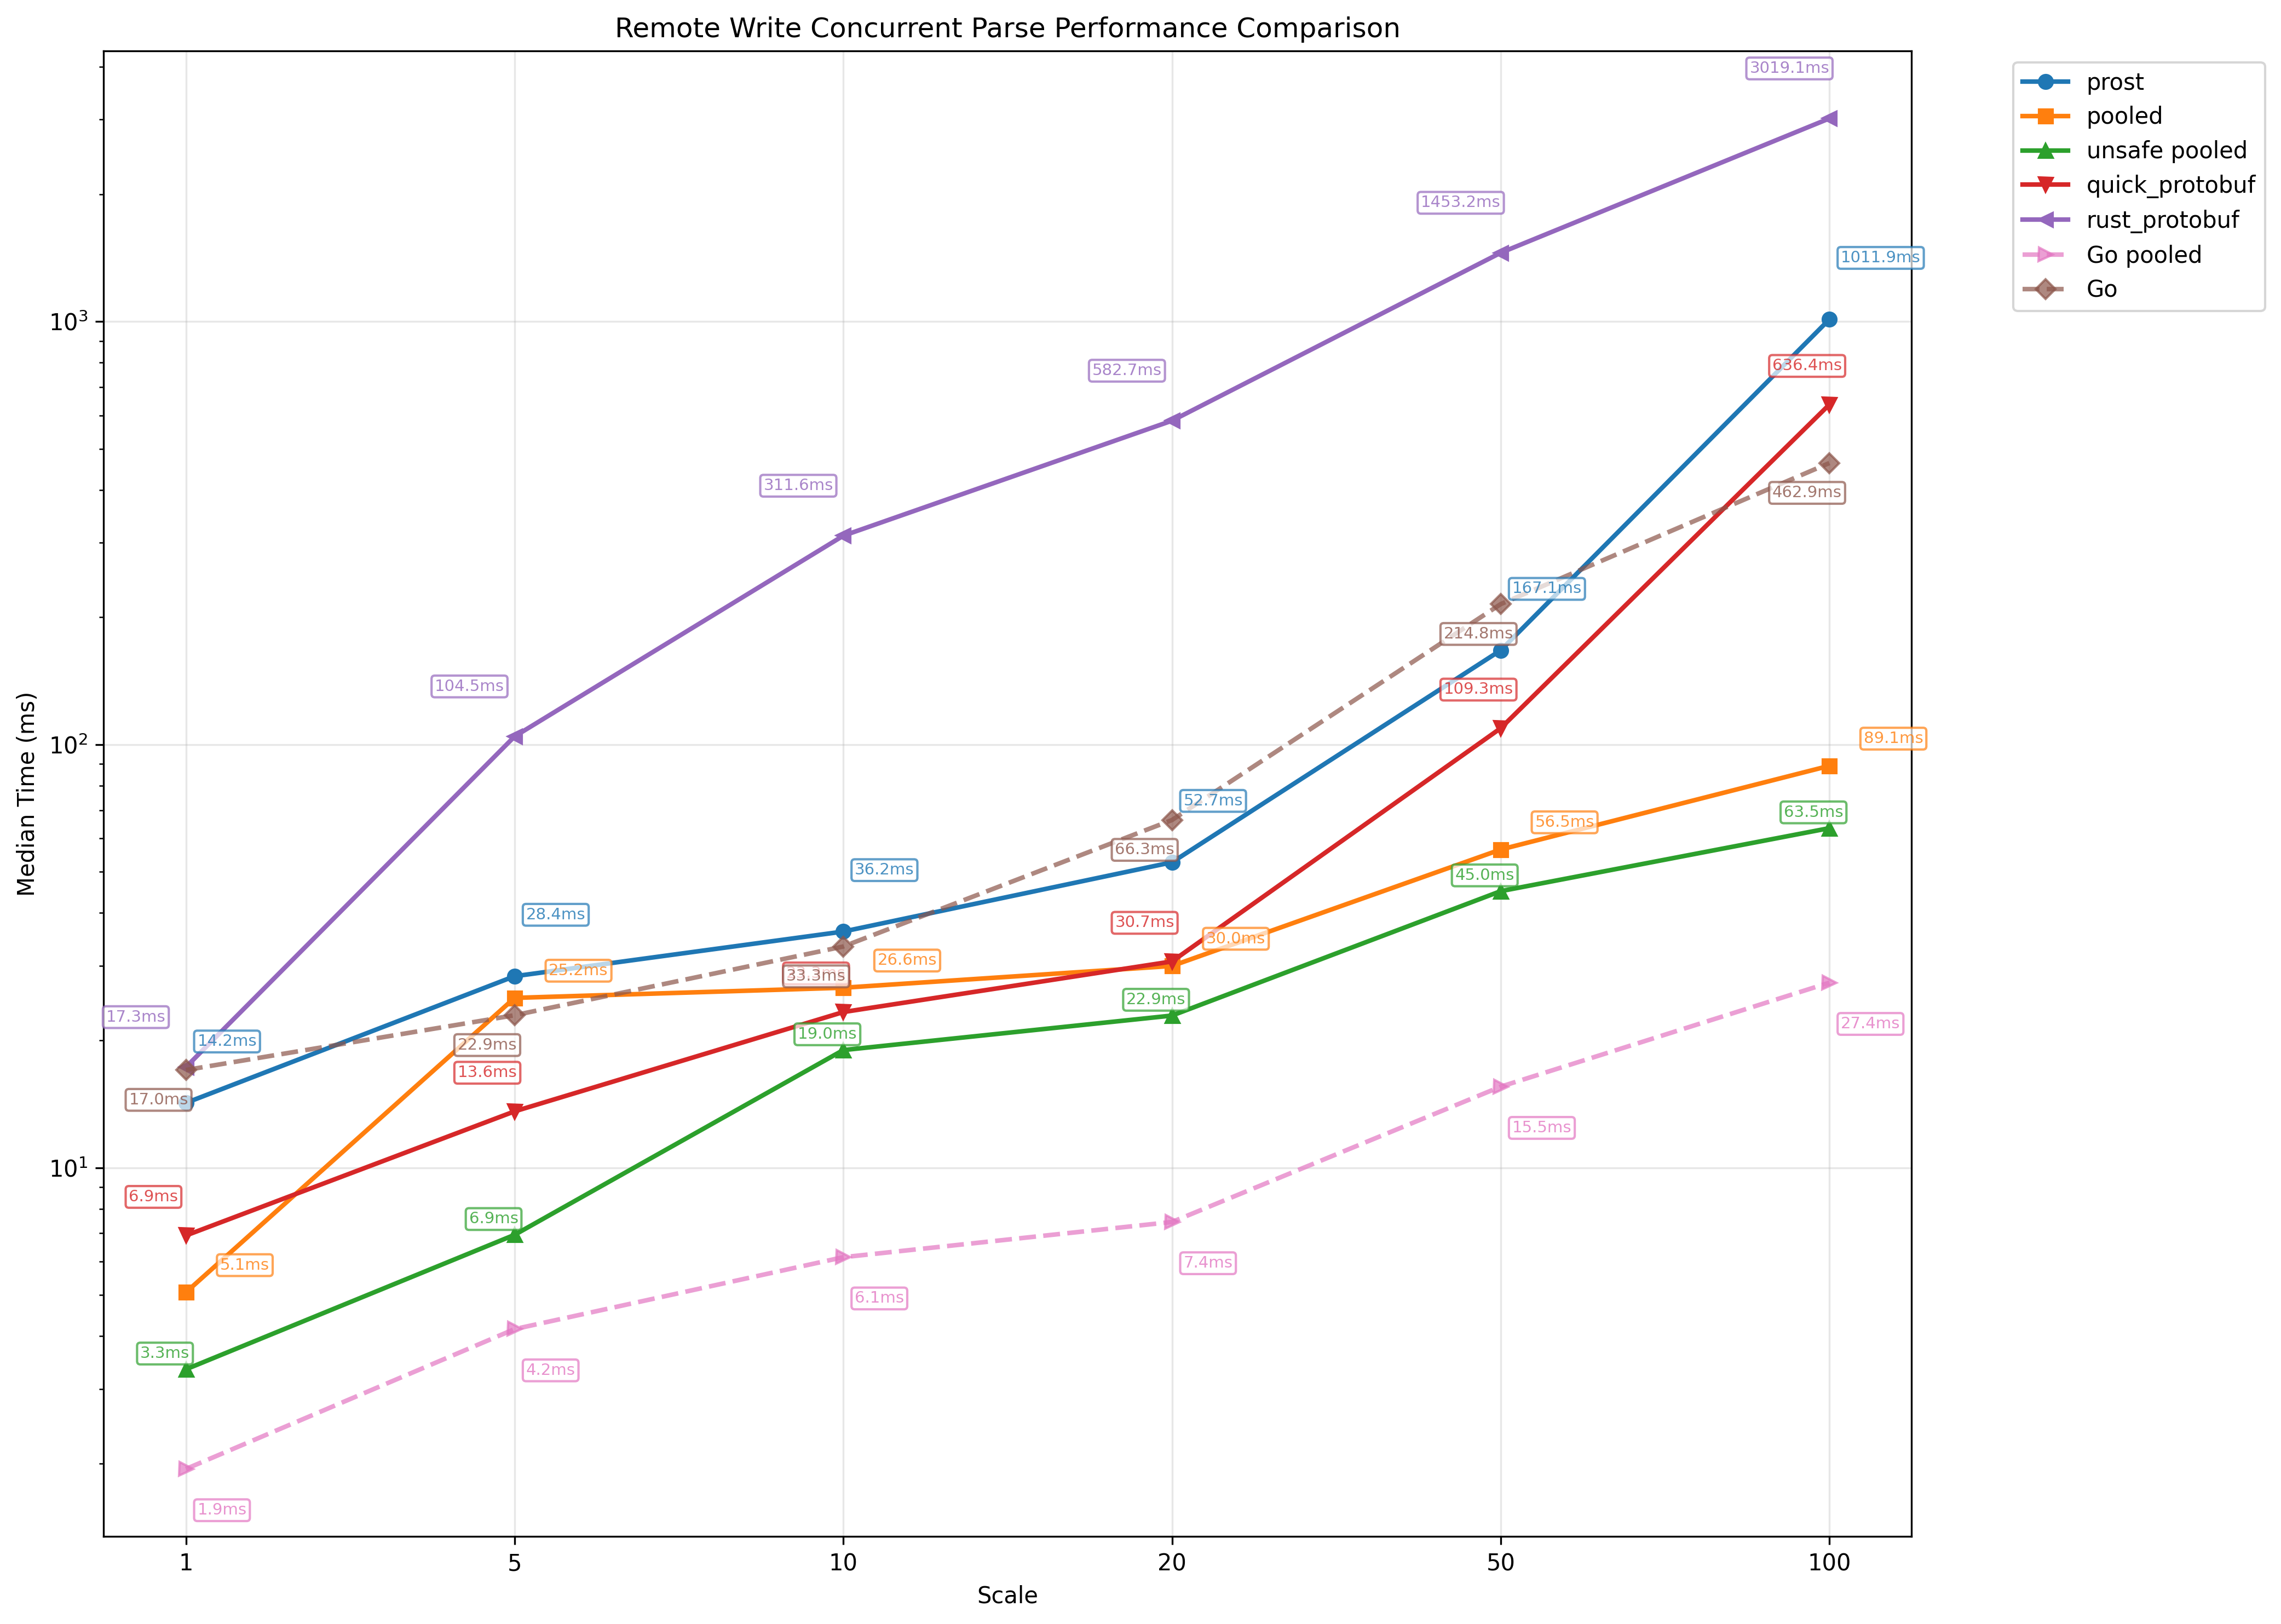 Remote Write Concurrent Parse Performance Comparison
Median Time (ms)
10³
10²
10¹
3019.1ms
1453.2ms
1011.9ms
636.4ms
582.7ms
311.6ms
462.9ms
167.1ms
214.8ms
104.5ms
109.3ms
89.1ms
52.7ms
56.5ms
63.5ms
66.3ms
36.2ms
45.0ms
28.4ms
30.7ms
30.0ms
25.2ms
26.6ms
33.3ms
22.9ms
17.3ms
14.2ms
19.0ms
22.9ms
13.6ms
17.0ms
27.4ms
15.5ms
6.9ms
6.9ms
5.1ms
7.4ms
6.1ms
3.3ms
4.2ms
1.9ms
1 5 10 20 50 100
Scale
prost
pooled
unsafe pooled
quick_protobuf
rust_protobuf
Go pooled
Go